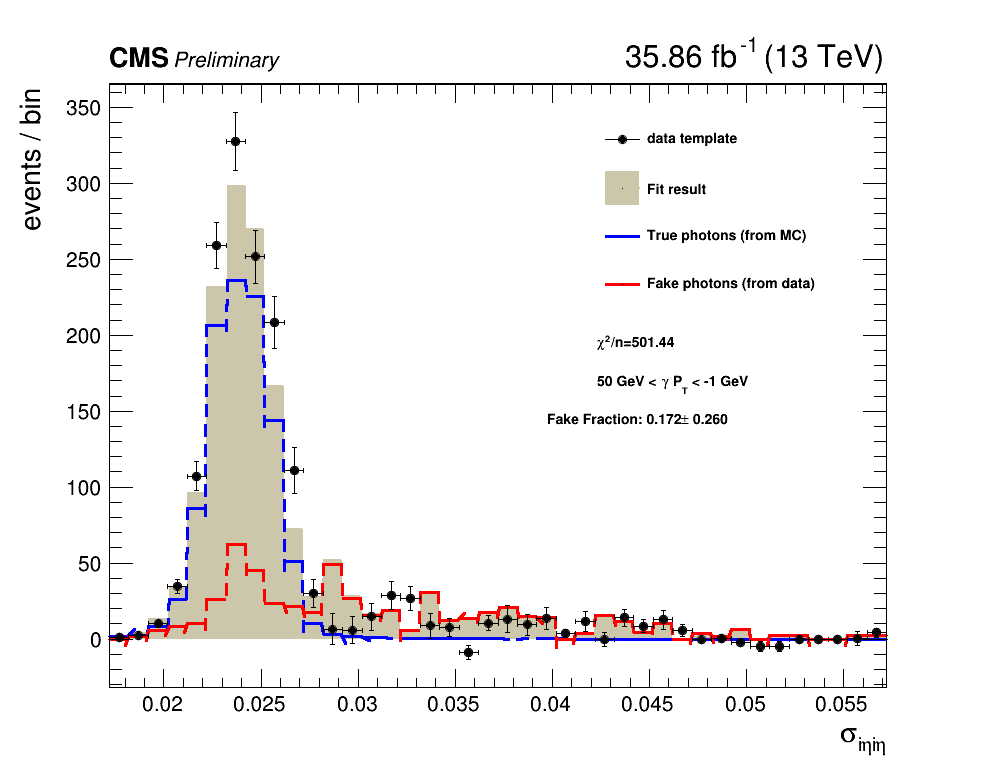 CMS Preliminary
35.86 fb⁻¹ (13 TeV)
events / bin
350
300
250
200
150
100
50
0
data template
Fit result
True photons (from MC)
Fake photons (from data)
χ²/n=501.44
50 GeV < γ P_T < -1 GeV
Fake Fraction: 0.172± 0.260
0.02 0.025 0.03 0.035 0.04 0.045 0.05 0.055
σ_iηiη